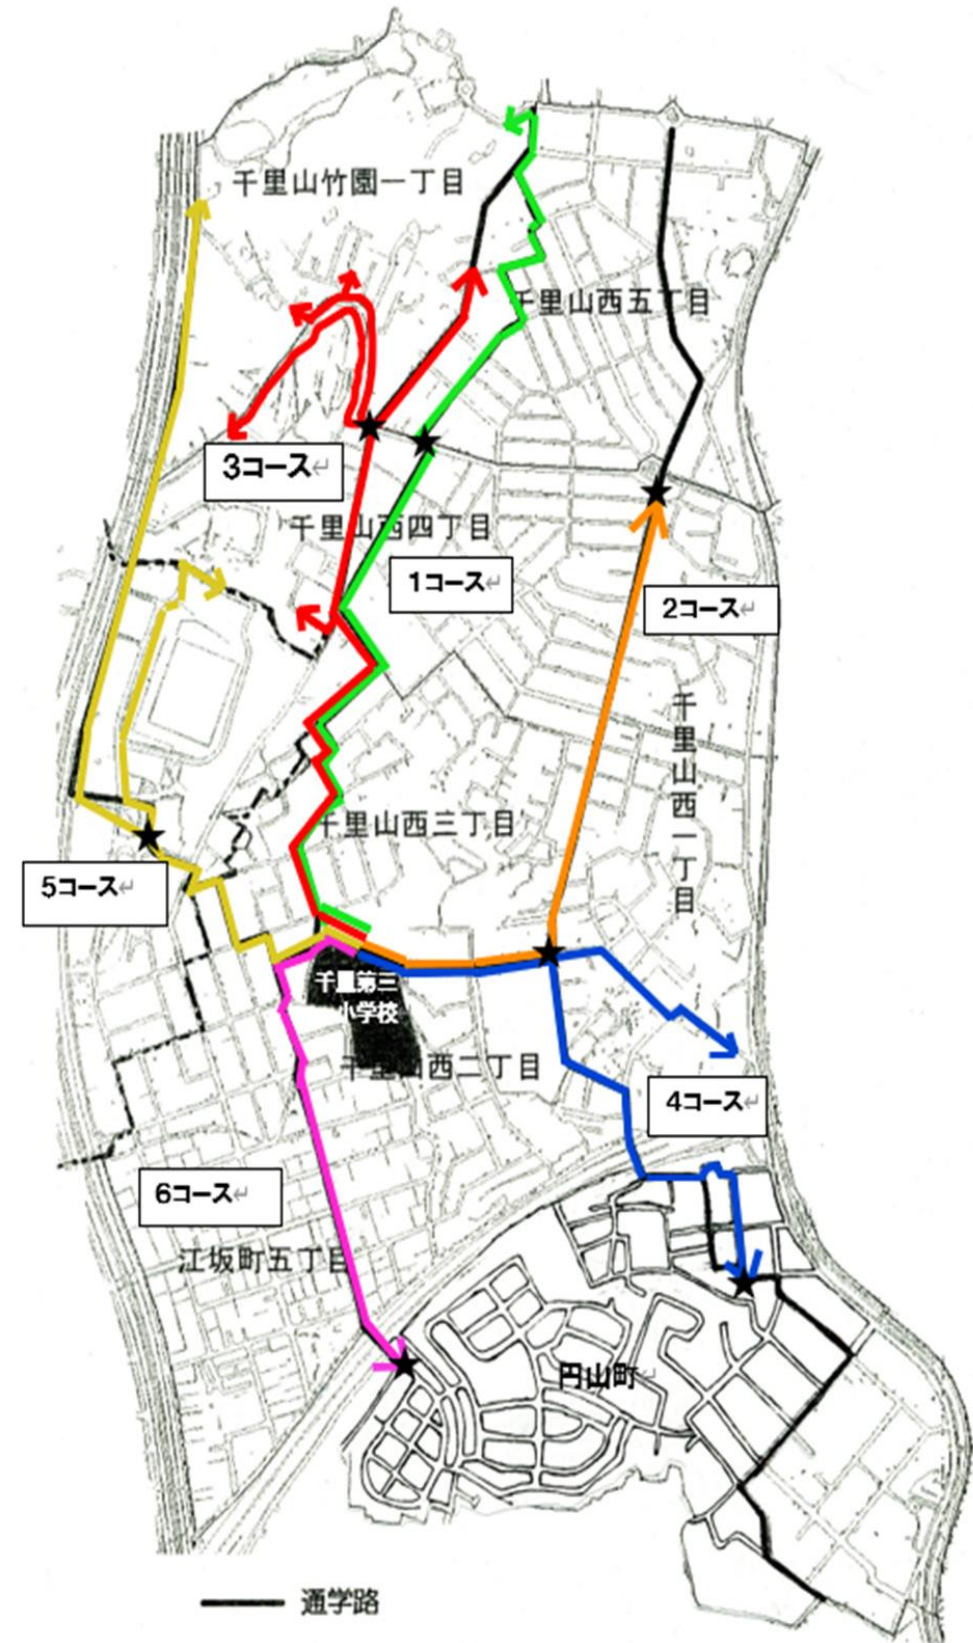 千里山竹園一丁目
千里山西五丁目
3コース↵
千里山西四丁目
1コース↵
2コース↵
千里山西一丁目
千里山西三丁目
5コース↵
千里第三
小学校
千里山西二丁目
4コース↵
6コース↵
江坂町五丁目
円山町↵
通学路